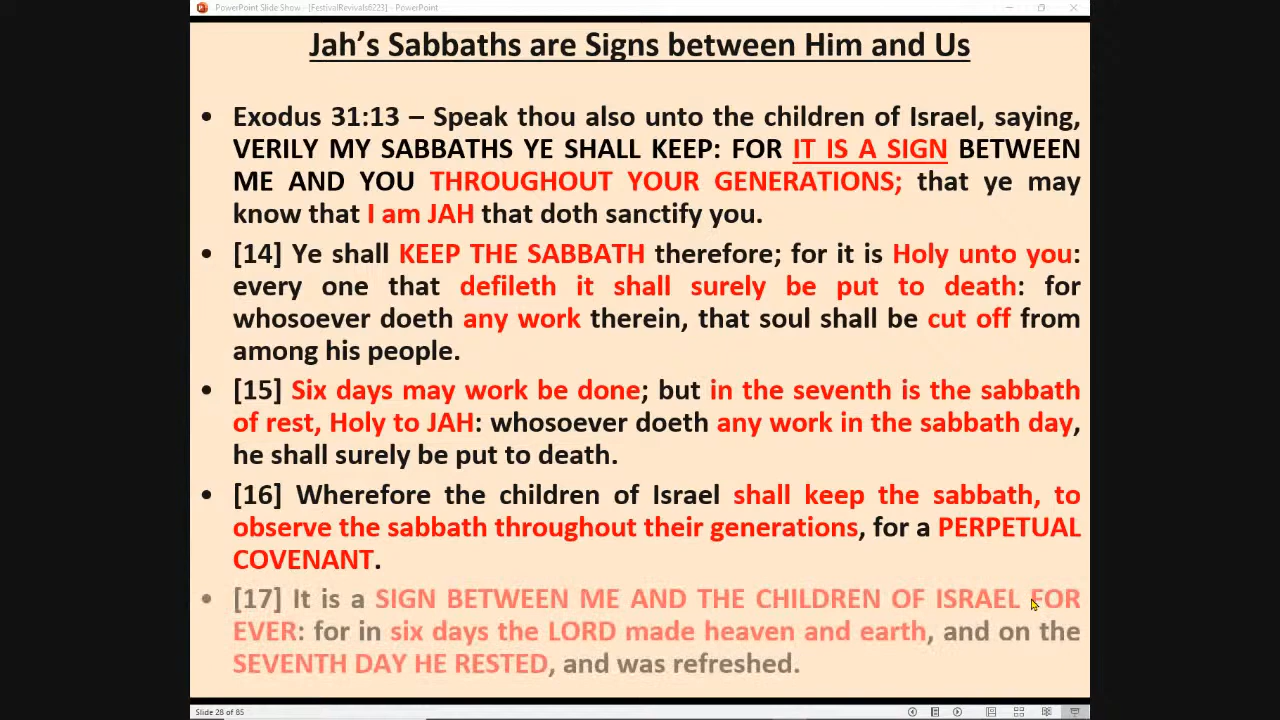 PowerPoint Slide Show - [FestivalRevivals6223] - PowerPoint
Jah's Sabbaths are Signs between Him and Us
• Exodus 31:13 – Speak thou also unto the children of Israel, saying,
VERILY MY SABBATHS YE SHALL KEEP: FOR IT IS A SIGN BETWEEN
ME AND YOU THROUGHOUT YOUR GENERATIONS; that ye may
know that I am JAH that doth sanctify you.
• [14] Ye shall KEEP THE SABBATH therefore; for it is Holy unto you:
every one that defileth it shall surely be put to death: for
whosoever doeth any work therein, that soul shall be cut off from
among his people.
• [15] Six days may work be done; but in the seventh is the sabbath
of rest, Holy to JAH: whosoever doeth any work in the sabbath day,
he shall surely be put to death.
• [16] Wherefore the children of Israel shall keep the sabbath, to
observe the sabbath throughout their generations, for a PERPETUAL
COVENANT.
• [17] It is a SIGN BETWEEN ME AND THE CHILDREN OF ISRAEL FOR
EVER: for in six days the LORD made heaven and earth, and on the
SEVENTH DAY HE RESTED, and was refreshed.
Slide 28 of 85